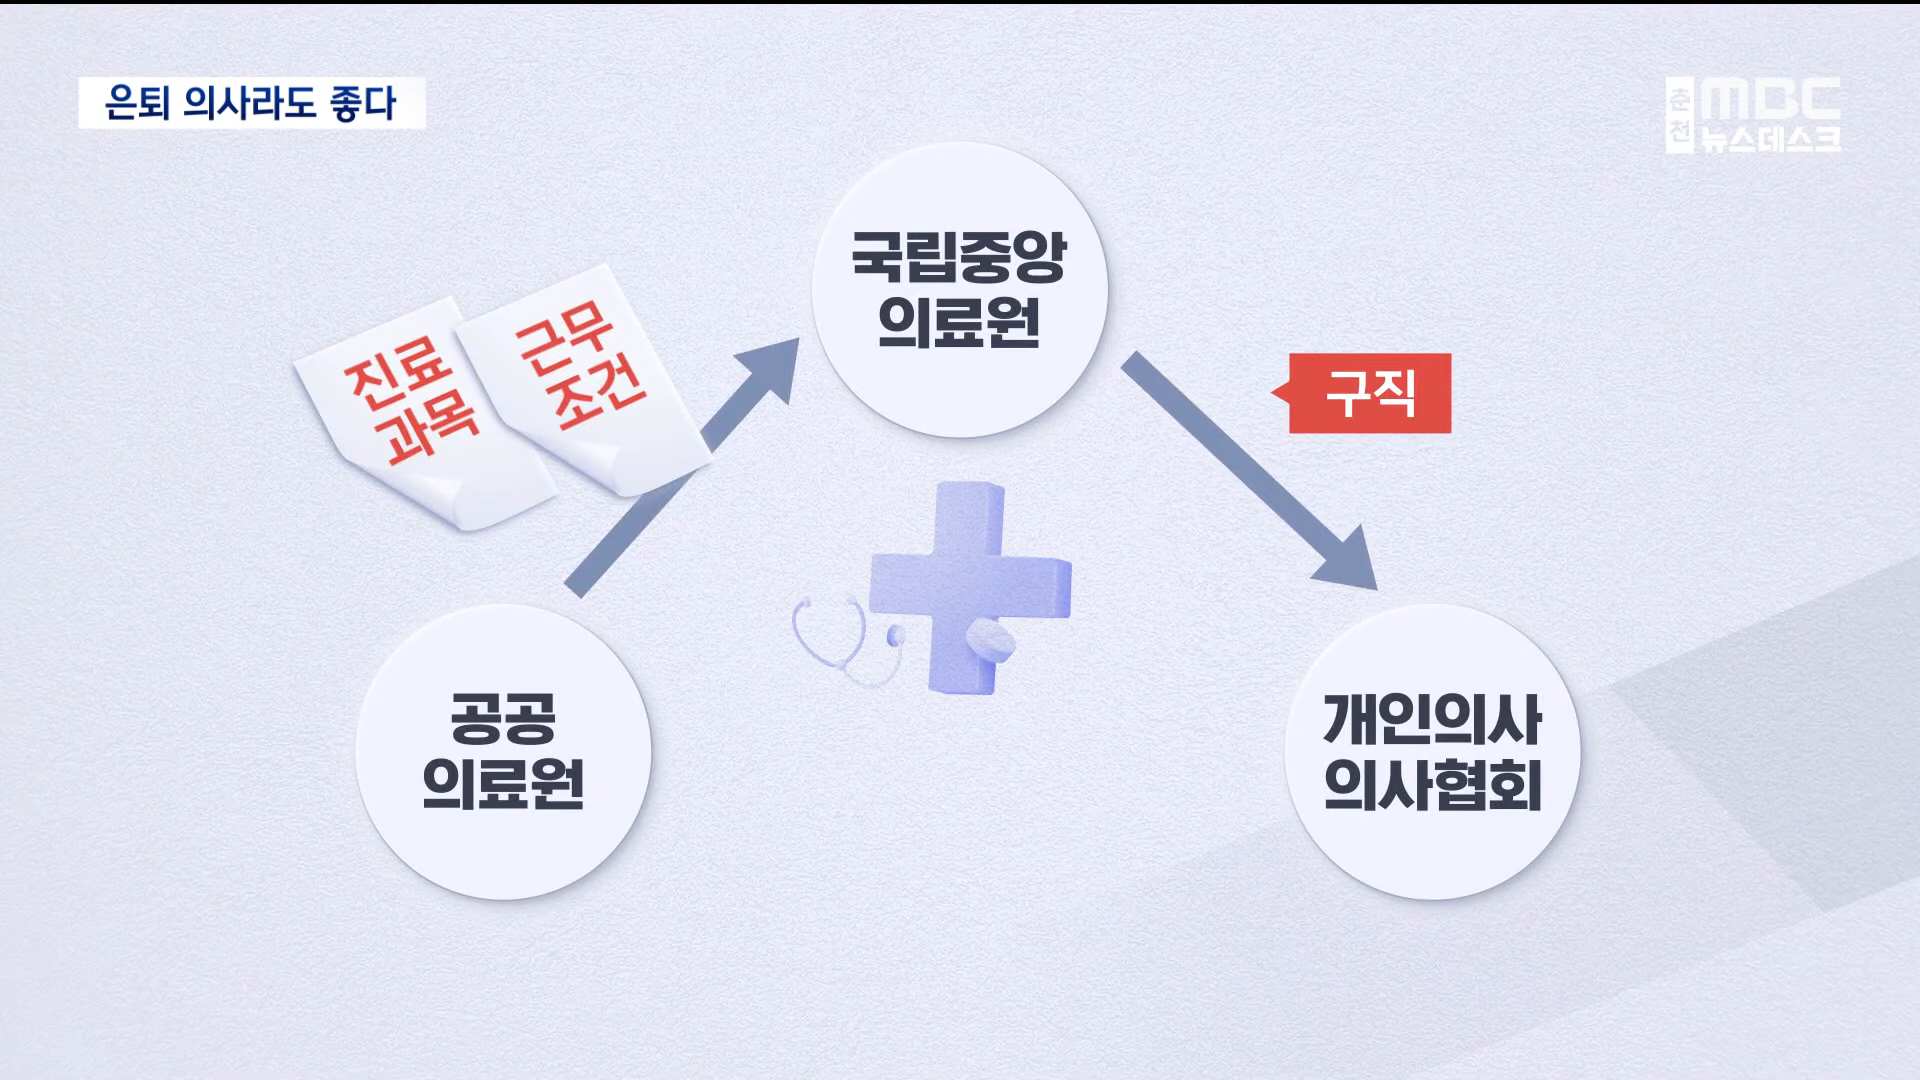 은퇴 의사라도 좋다
춘천
MBC
뉴스데스크
국립중앙
의료원
진료
과목
근무
조건
구직
공공
의료원
개인의사
의사협회